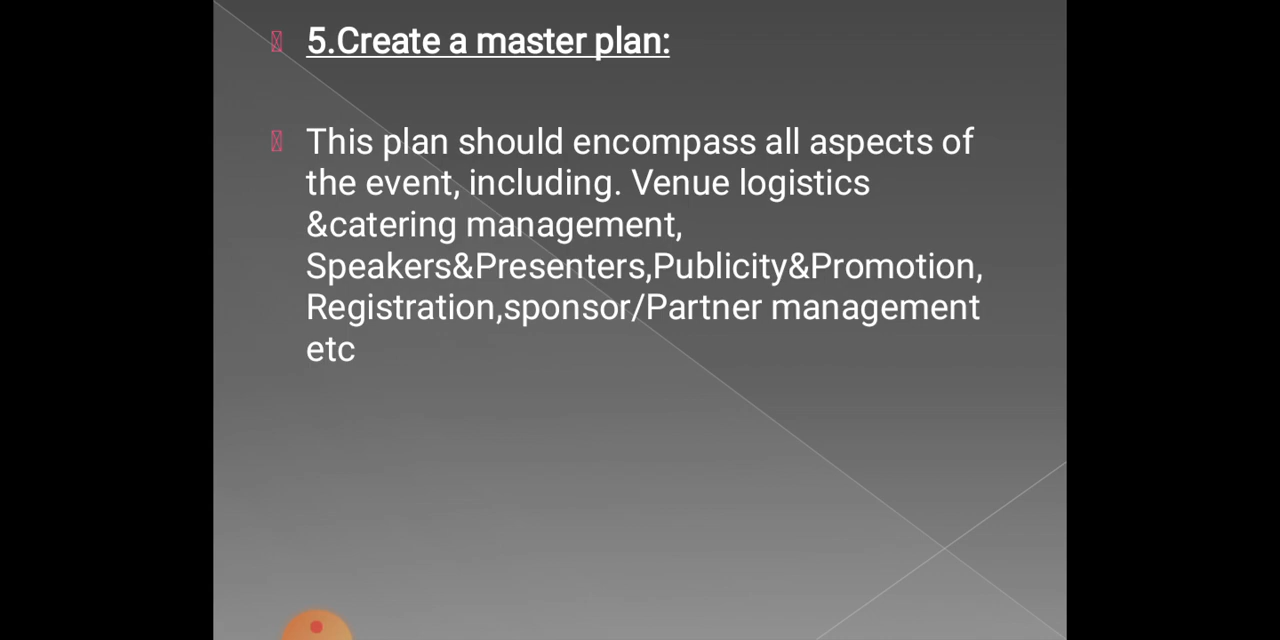 5.Create a master plan:
This plan should encompass all aspects of
the event, including. Venue logistics
&catering management,
Speakers&Presenters,Publicity&Promotion,
Registration,sponsor/Partner management
etc